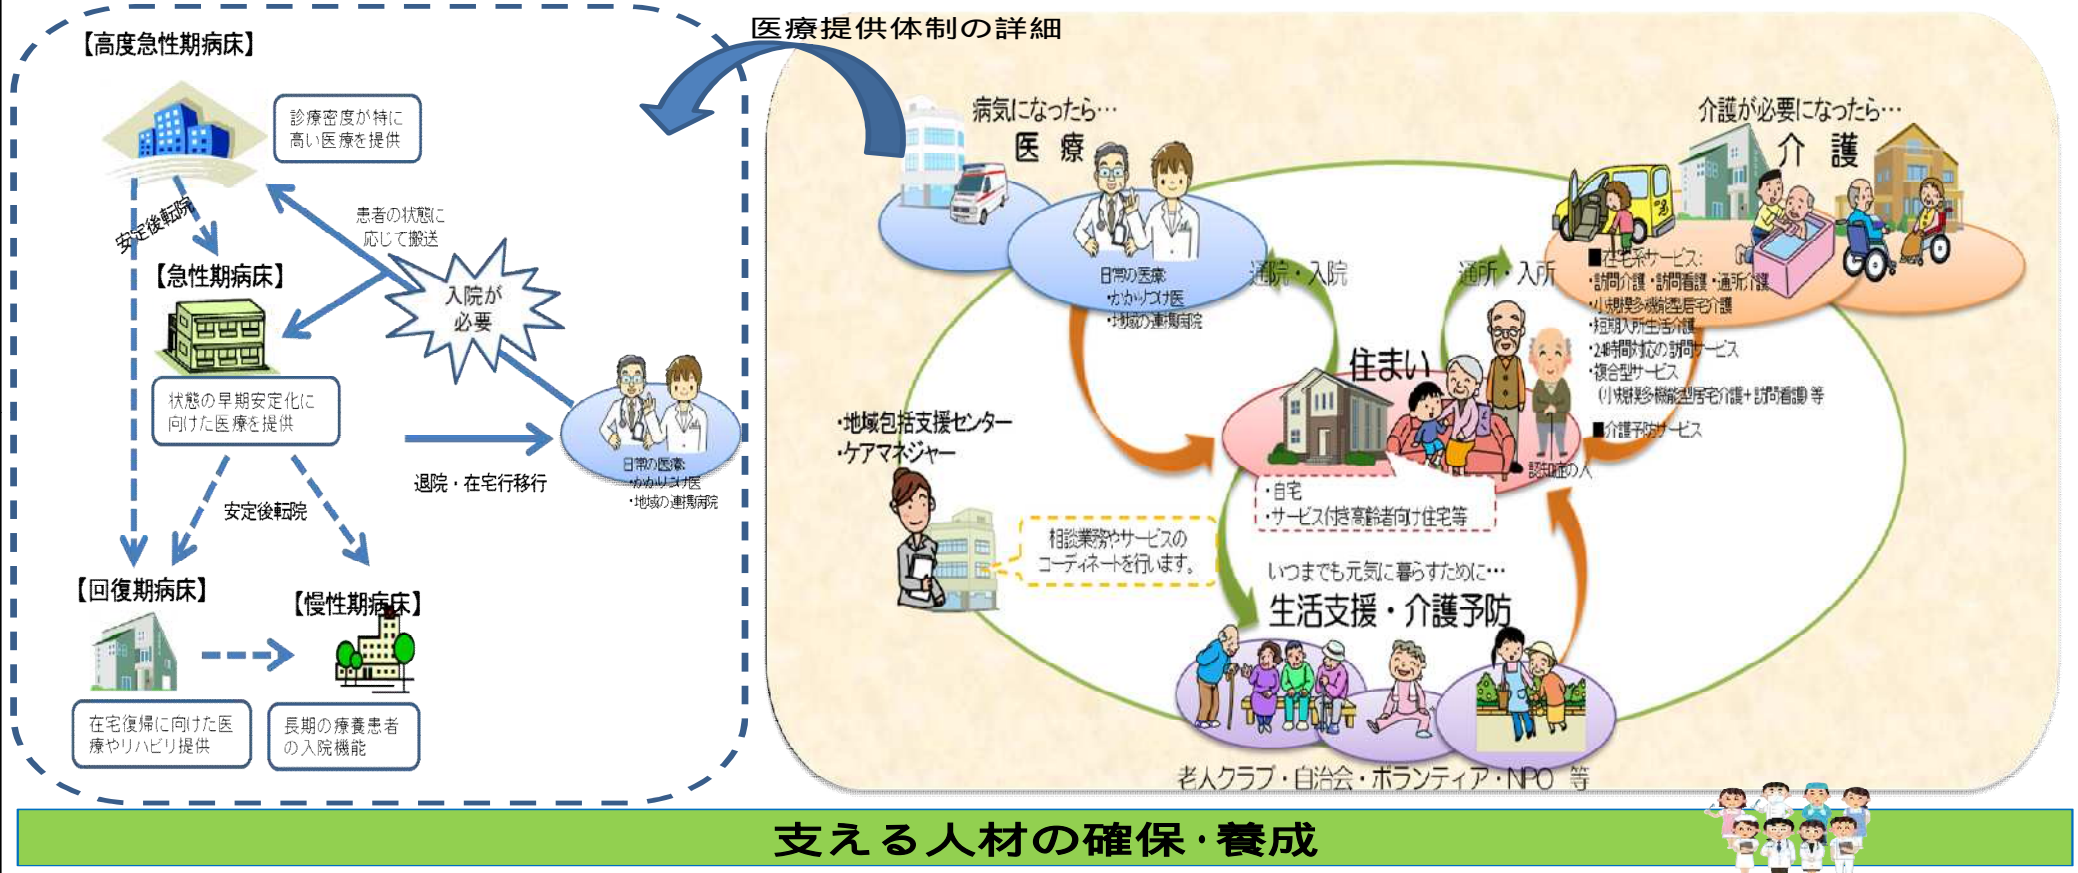 医療提供体制の詳細
【高度急性期病床】
診療密度が特に
高い医療を提供
安定後転院
患者の状態に
応じて搬送
【急性期病床】
入院が
必要
状態の早期安定化に
向けた医療を提供
日常の医療:
・かかりつけ医
・地域の連携病院
退院・在宅行移行
安定後転院
【回復期病床】
【慢性期病床】
在宅復帰に向けた医
療やリハビリ提供
長期の療養患者
の入院機能
病気になったら…
医療
日常の医療:
・かかりつけ医
・地域の連携病院
通院・入院
介護が必要になったら…
介護
通所・入所
■在宅系サービス:
・訪問介護・訪問看護・通所介護
・小規模多機能型居宅介護
・短期入所生活介護
・24時間対応の訪問サービス
・複合型サービス
(小規模多機能型居宅介護+訪問看護)等
■介護予防サービス
住まい
認知症の人
・自宅
・サービス付き高齢者向け住宅等
・地域包括支援センター
・ケアマネジャー
相談業務やサービスの
コーディネートを行います。
いつまでも元気に暮らすために…
生活支援・介護予防
老人クラブ・自治会・ボランティア・NPO 等
支える人材の確保・養成